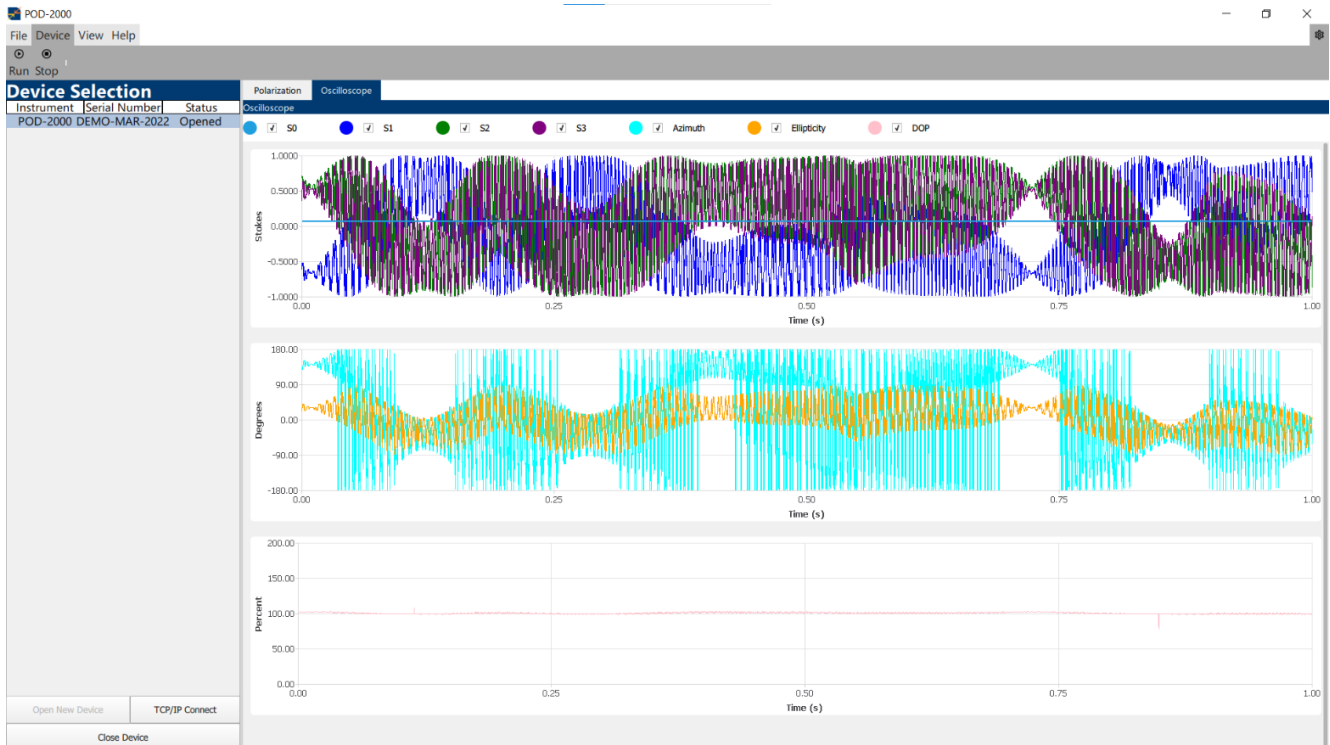 POD-2000
File Device View Help
Run Stop
Device Selection
Instrument Serial Number Status
POD-2000 DEMO-MAR-2022 Opened
Polarization Oscilloscope
Oscilloscope
S0 S1 S2 S3 Azimuth Ellipticity DOP
1.0000
0.5000
0.0000
-0.5000
-1.0000
Stokes
0.00 0.25 0.50 0.75 1.00
Time (s)
180.00
90.00
0.00
-90.00
-180.00
Degrees
0.00 0.25 0.50 0.75 1.00
Time (s)
200.00
150.00
100.00
50.00
0.00
Percent
0.00 0.25 0.50 0.75 1.00
Time (s)
Open New Device TCP/IP Connect
Close Device